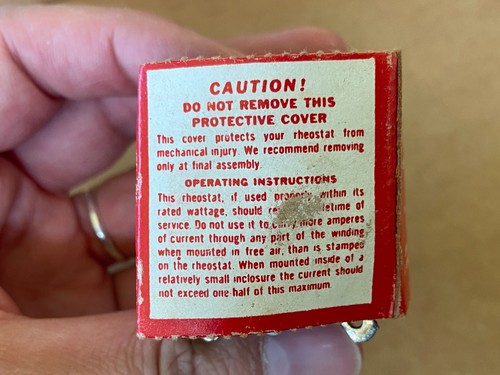 CAUTION!
DO NOT REMOVE THIS
PROTECTIVE COVER
This cover protects your rheostat from
mechanical injury. We recommend removing
only at final assembly.
OPERATING INSTRUCTIONS
This rheostat, if used properly within its
rated wattage, should lifetime of
service. Do not use it to carry more amperes
of current through any part of the winding
when mounted in free air, than is stamped
on the rheostat. When mounted inside of a
relatively small inclosure the current should
not exceed one-half of this maximum.